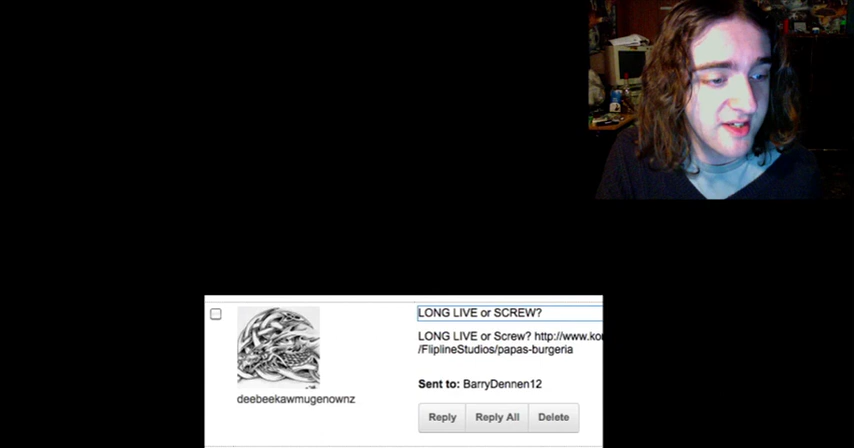 LONG LIVE or SCREW?
LONG LIVE or Screw? http://www.ko
/FliplineStudios/papas-burgeria
Sent to: BarryDennen12
deebeekawmugenownz
Reply Reply All Delete